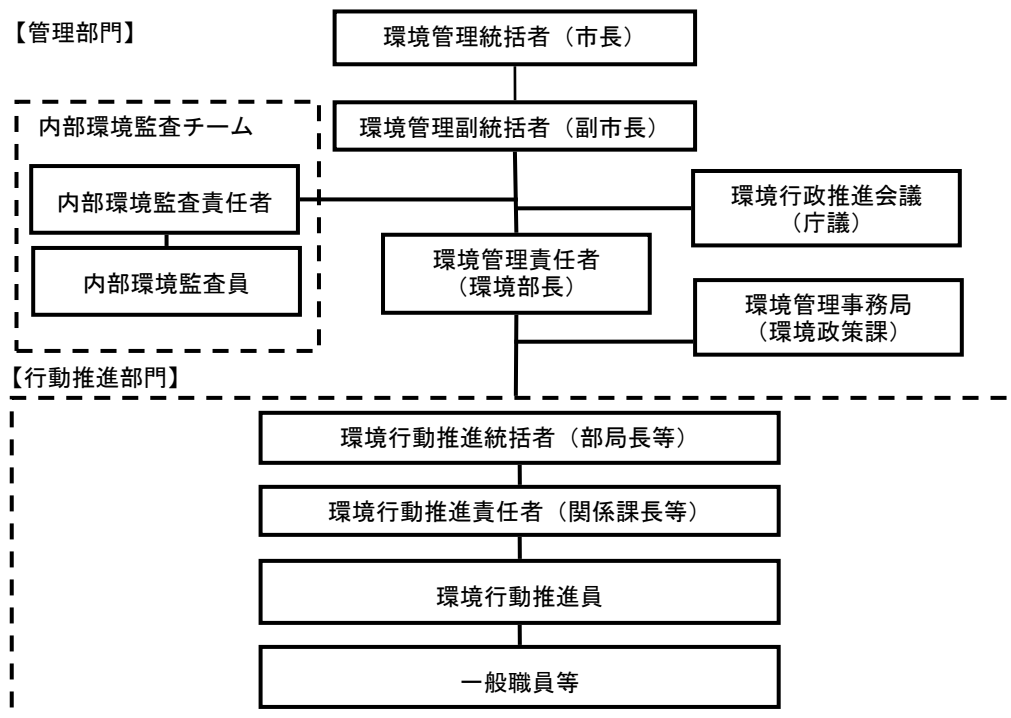 【管理部門】
環境管理統括者（市長）
環境管理副統括者（副市長）
内部環境監査チーム
内部環境監査責任者
内部環境監査員
環境行政推進会議
（庁議）
環境管理責任者
（環境部長）
環境管理事務局
（環境政策課）
【行動推進部門】
環境行動推進統括者（部局長等）
環境行動推進責任者（関係課長等）
環境行動推進員
一般職員等